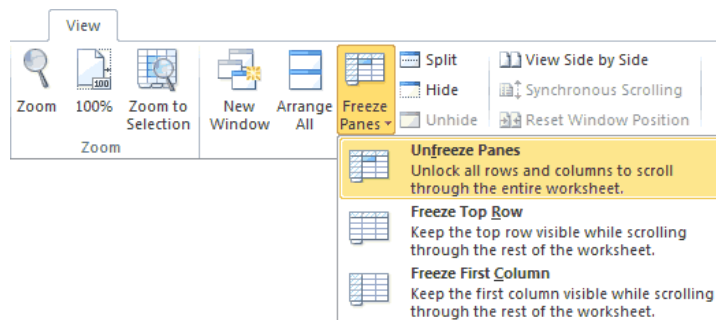 View
Zoom
100%
Zoom to
Selection
New
Window
Arrange
All
Freeze
Panes
Split
Hide
Unhide
View Side by Side
Synchronous Scrolling
Reset Window Position
Zoom
100
Unfreeze Panes
Unlock all rows and columns to scroll
through the entire worksheet.
Freeze Top Row
Keep the top row visible while scrolling
through the rest of the worksheet.
Freeze First Column
Keep the first column visible while scrolling
through the rest of the worksheet.